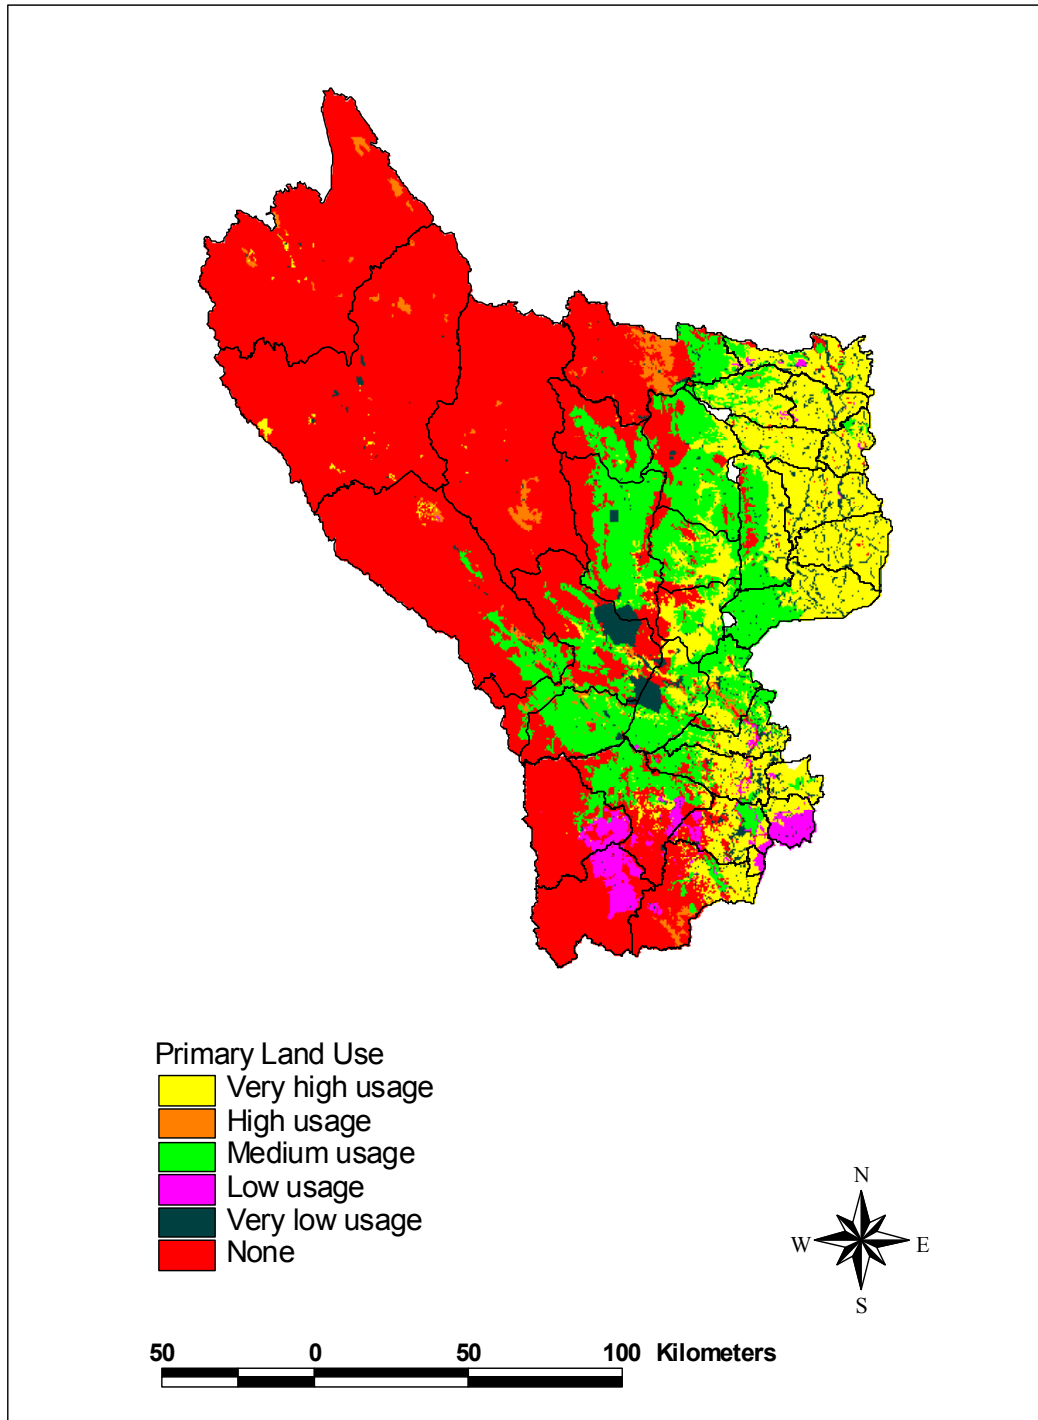 Primary Land Use
Very high usage
High usage
Medium usage
Low usage
Very low usage
None
N
W E
S
50 0 50 100 Kilometers